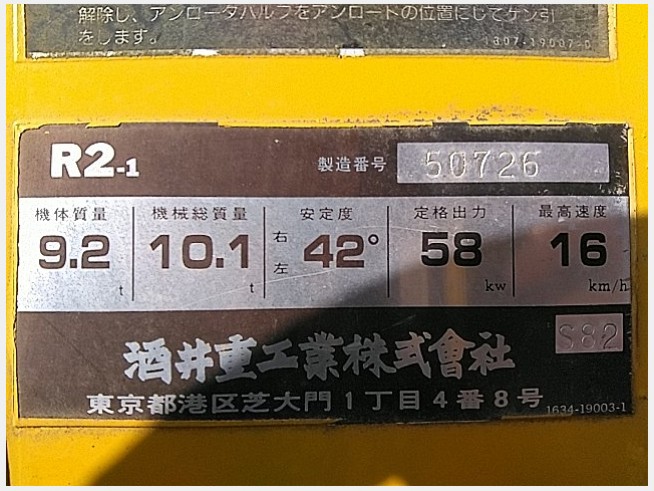 解除し、アンロータバルブをアンロードの位置にしてケン引
をします。
1307-19007-0
R2-1
製造番号 50726
機体質量 機械総質量 安定度 定格出力 最高速度
9.2 t 10.1 t 右 左 42° 58 kw 16 km/h
S82
酒井重工業株式會社
東京都港区芝大門1丁目4番8号
1634-19003-1